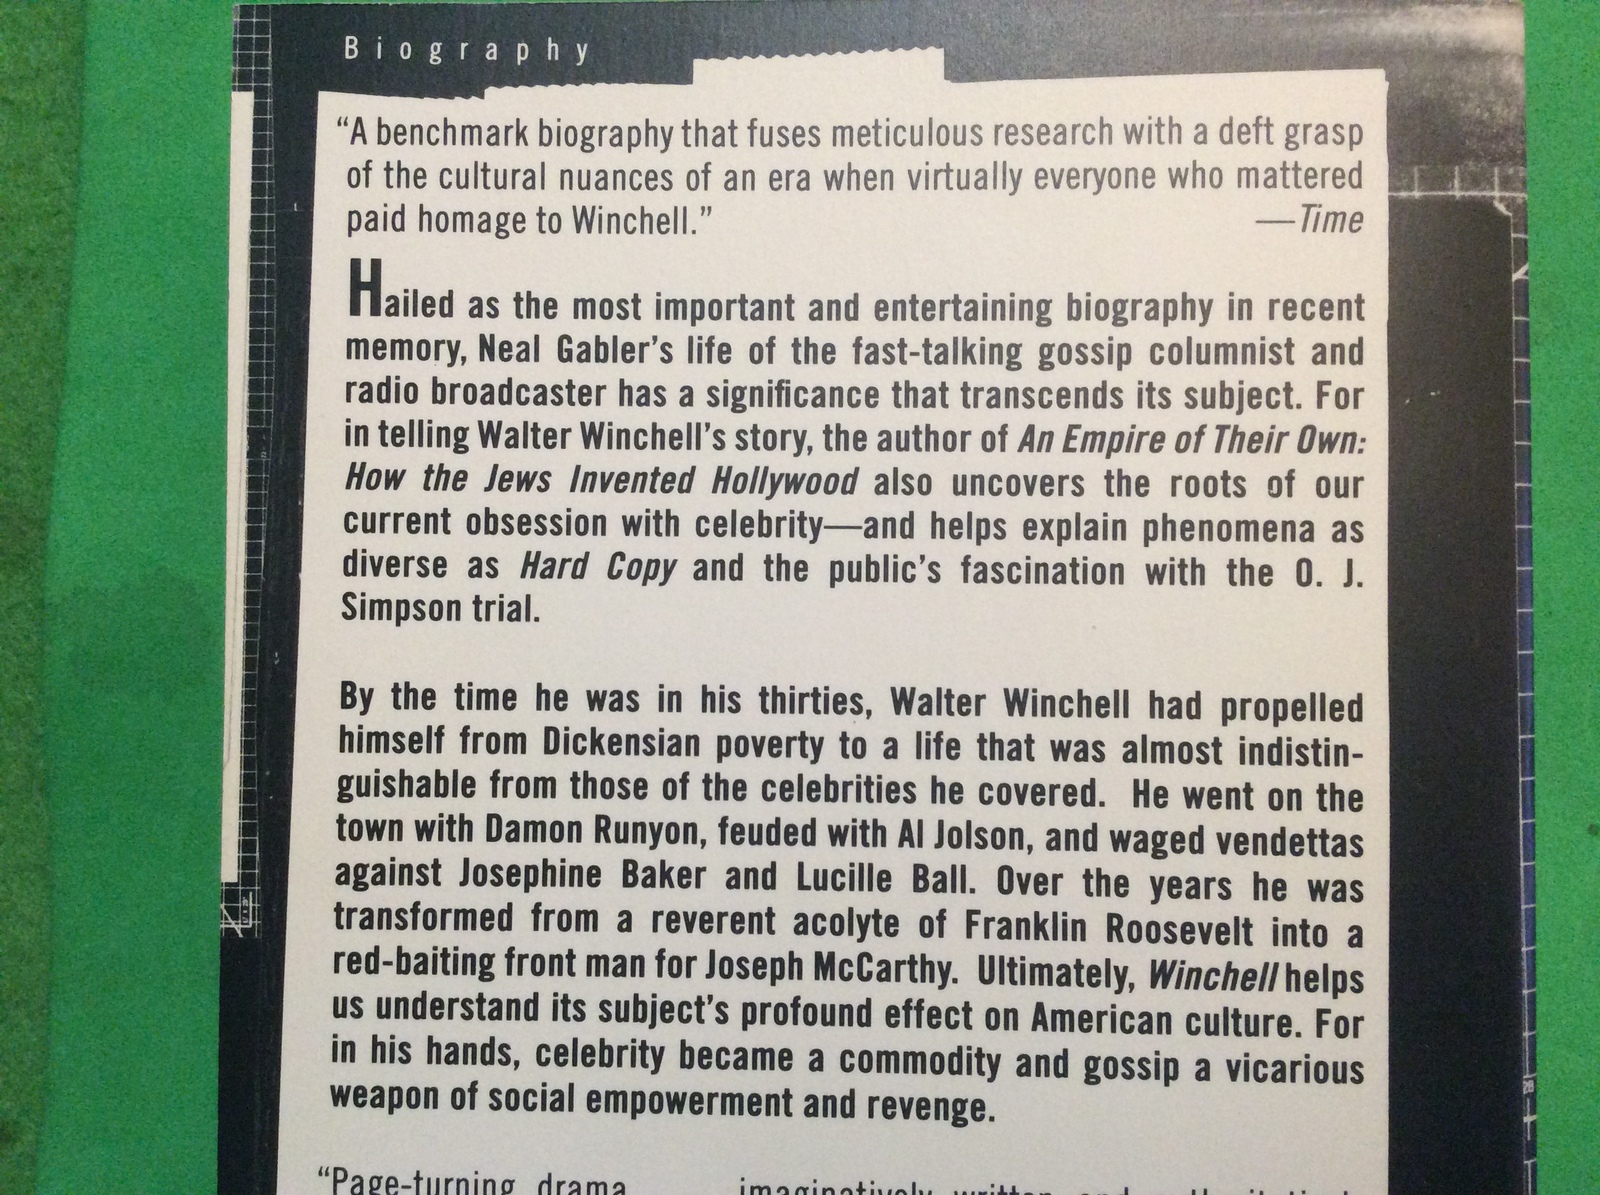 Biography
“A benchmark biography that fuses meticulous research with a deft grasp
of the cultural nuances of an era when virtually everyone who mattered
paid homage to Winchell.” —Time
Hailed as the most important and entertaining biography in recent
memory, Neal Gabler’s life of the fast-talking gossip columnist and
radio broadcaster has a significance that transcends its subject. For
in telling Walter Winchell’s story, the author of An Empire of Their Own:
How the Jews Invented Hollywood also uncovers the roots of our
current obsession with celebrity—and helps explain phenomena as
diverse as Hard Copy and the public’s fascination with the O. J.
Simpson trial.
By the time he was in his thirties, Walter Winchell had propelled
himself from Dickensian poverty to a life that was almost indistin-
guishable from those of the celebrities he covered. He went on the
town with Damon Runyon, feuded with Al Jolson, and waged vendettas
against Josephine Baker and Lucille Ball. Over the years he was
transformed from a reverent acolyte of Franklin Roosevelt into a
red-baiting front man for Joseph McCarthy. Ultimately, Winchell helps
us understand its subject’s profound effect on American culture. For
in his hands, celebrity became a commodity and gossip a vicarious
weapon of social empowerment and revenge.
“Page-turning drama imaginatively written and